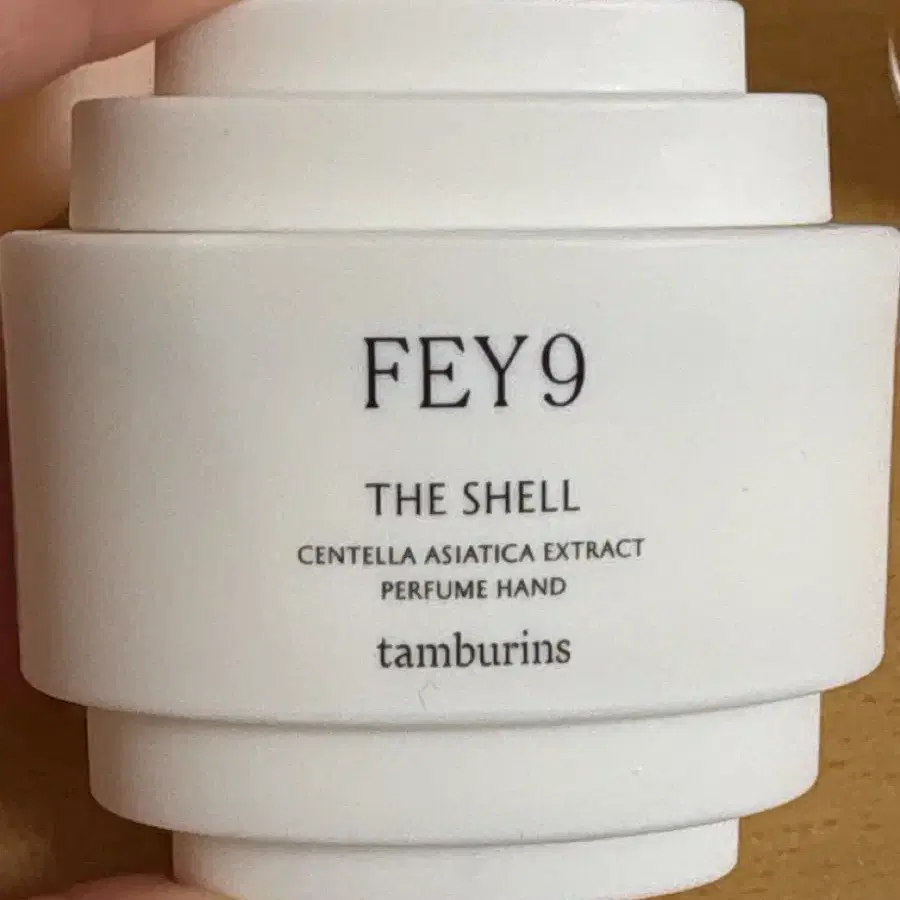 FEY9
THE SHELL
CENTELLA ASIATICA EXTRACT
PERFUME HAND
tamburins